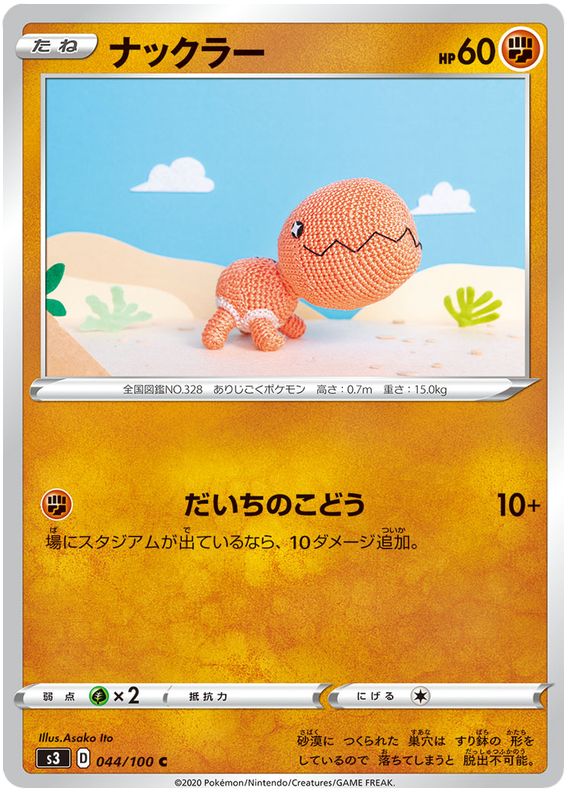 たね ナックラー HP60
全国図鑑NO.328 ありじごくポケモン 高さ：0.7m 重さ：15.0kg
だいちのこどう 10+
場にスタジアムが出ているなら、10ダメージ追加。
弱点 ×2 抵抗力 にげる
Illus.Asako Ito
砂漠に つくられた 巣穴は すり鉢の 形を
しているので 落ちてしまうと 脱出不可能。
s3 D 044/100 C
©2020 Pokémon/Nintendo/Creatures/GAME FREAK.